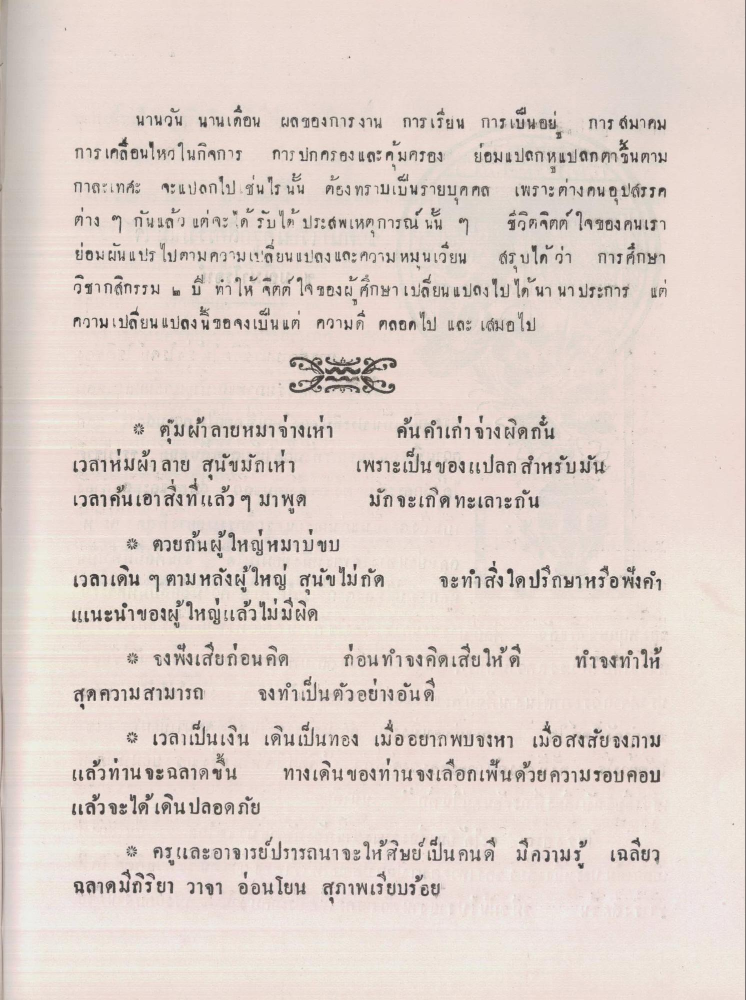 นานวัน นานเดือน ผลของการงาน การเรียน การเป็นอยู่ การสมาคม
การเคลื่อนไหวในกิจการ การปกครองและคุ้มครอง ย่อมแปลกหูแปลกตาขึ้นตาม
กาละเทศะ จะแปลกไปเช่นไรนั้น ต้องทราบเป็นรายบุคคล เพราะต่างคนอุปสรรค
ต่าง ๆ กันแล้วแต่จะได้รับได้ประสพเหตุการณ์นั้น ๆ ชีวิตจิตต์ใจของคนเรา
ย่อมผันแปรไปตามความเปลี่ยนแปลงและความหมุนเวียน สรุบได้ว่า การศึกษา
วิชากสิกรรม ๒ ปี ทำให้จิตต์ใจของผู้ศึกษาเปลี่ยนแปลงไปได้นานาประการ แต่
ความเปลี่ยนแปลงนี้ขอจงเป็นแต่ ความดี ตลอดไป และ เสมอไป
❊ ตุ๊มผ้าลายหมาจ่างเห่า ค้นคำเก่าจ่างผิดกั๋น
เวลาห่มผ้าลาย สุนัขมักเห่า เพราะเป็นของแปลกสำหรับมัน
เวลาค้นเอาสิ่งที่แล้ว ๆ มาพูด มักจะเกิดทะเลาะกัน
❊ ตวยก้นผู้ใหญ่หมาบ่ขบ
เวลาเดิน ๆ ตามหลังผู้ใหญ่ สุนัขไม่กัด จะทำสิ่งใดปรึกษาหรือฟังคำ
แนะนำของผู้ใหญ่แล้วไม่มีผิด
❊ จงฟังเสียก่อนคิด ก่อนทำจงคิดเสียให้ดี ทำจงทำให้
สุดความสามารถ จงทำเป็นตัวอย่างอันดี
❊ เวลาเป็นเงิน เดินเป็นทอง เมื่ออยากพบจงหา เมื่อสงสัยจงถาม
แล้วท่านจะฉลาดขึ้น ทางเดินของท่านจงเลือกเฟ้นด้วยความรอบคอบ
แล้วจะได้เดินปลอดภัย
❊ ครูและอาจารย์ปรารถนาจะให้ศิษย์เป็นคนดี มีความรู้ เฉลียว
ฉลาดมีกิริยา วาจา อ่อนโยน สุภาพเรียบร้อย